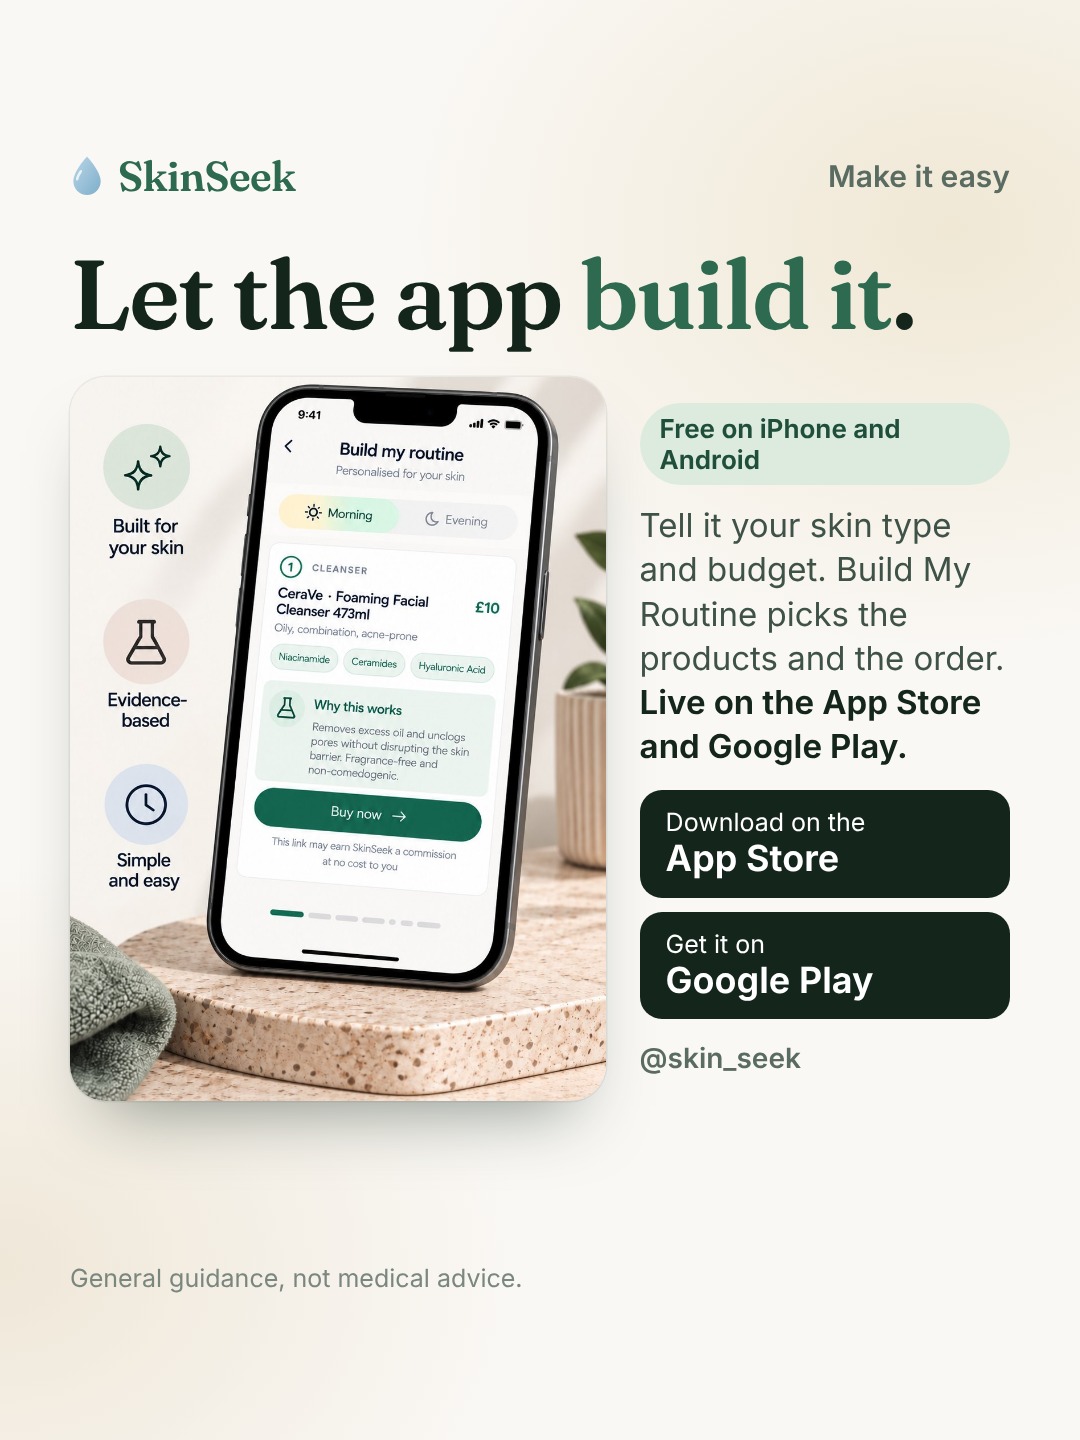 SkinSeek
Make it easy
Let the app build it.
Built for
your skin
Evidence-
based
Simple
and easy
9:41
Build my routine
Personalised for your skin
Morning
Evening
1 CLEANSER
CeraVe · Foaming Facial
Cleanser 473ml
£10
Oily, combination, acne-prone
Niacinamide
Ceramides
Hyaluronic Acid
Why this works
Removes excess oil and unclogs
pores without disrupting the skin
barrier. Fragrance-free and
non-comedogenic.
Buy now →
This link may earn SkinSeek a commission
at no cost to you
Free on iPhone and
Android
Tell it your skin type
and budget. Build My
Routine picks the
products and the order.
Live on the App Store
and Google Play.
Download on the
App Store
Get it on
Google Play
@skin_seek
General guidance, not medical advice.